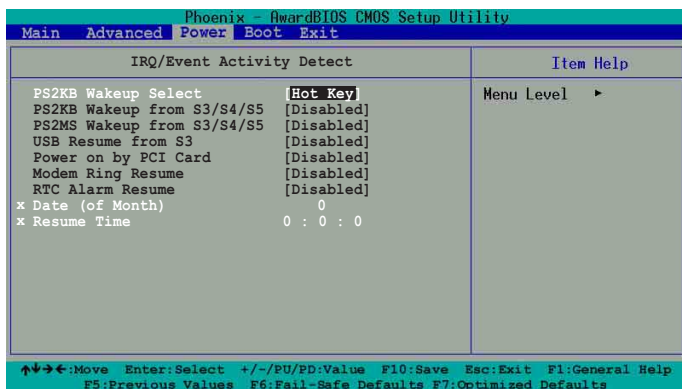 Phoenix - AwardBIOS CMOS Setup Utility
Main Advanced Power Boot Exit
IRQ/Event Activity Detect
Item Help
PS2KB Wakeup Select [Hot Key]
Menu Level ▸
PS2KB Wakeup from S3/S4/S5 [Disabled]
PS2MS Wakeup from S3/S4/S5 [Disabled]
USB Resume from S3 [Disabled]
Power on by PCI Card [Disabled]
Modem Ring Resume [Disabled]
RTC Alarm Resume [Disabled]
x Date (of Month) 0
x Resume Time 0 : 0 : 0
↑↓→←:Move Enter:Select +/-/PU/PD:Value F10:Save Esc:Exit F1:General Help
F5:Previous Values F6:Fail-Safe Defaults F7:Optimized Defaults